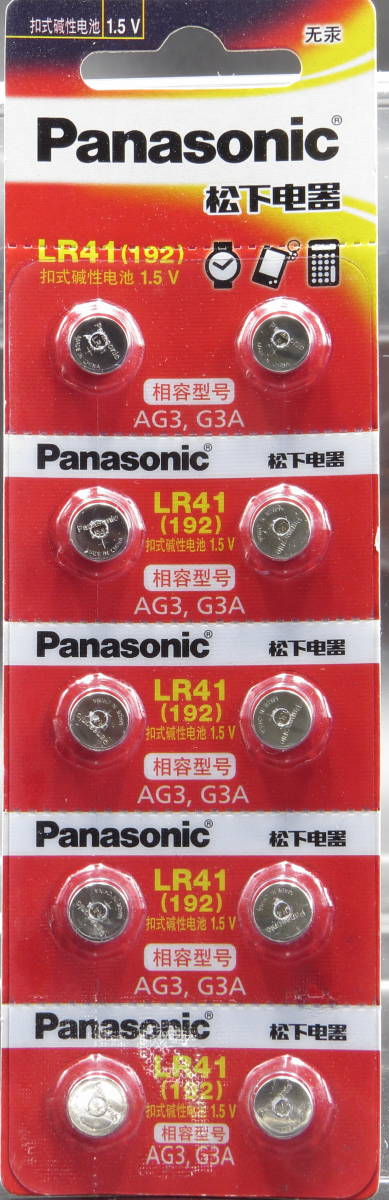 扣式碱性电池 1.5 V
无汞
Panasonic®
松下电器
LR41 (192)
扣式碱性电池 1.5 V
相容型号
AG3, G3A
Panasonic® 松下电器
LR41
(192)
扣式碱性电池 1.5 V
Panasonic
MADE IN CHINA
相容型号
AG3, G3A
Panasonic® 松下电器
LR41
(192)
扣式碱性电池 1.5 V
相容型号
AG3, G3A
Panasonic® 松下电器
LR41
(192)
扣式碱性电池 1.5 V
相容型号
AG3, G3A
Panasonic® 松下电器
LR41
(192)
扣式碱性电池 1.5 V
相容型号
AG3, G3A